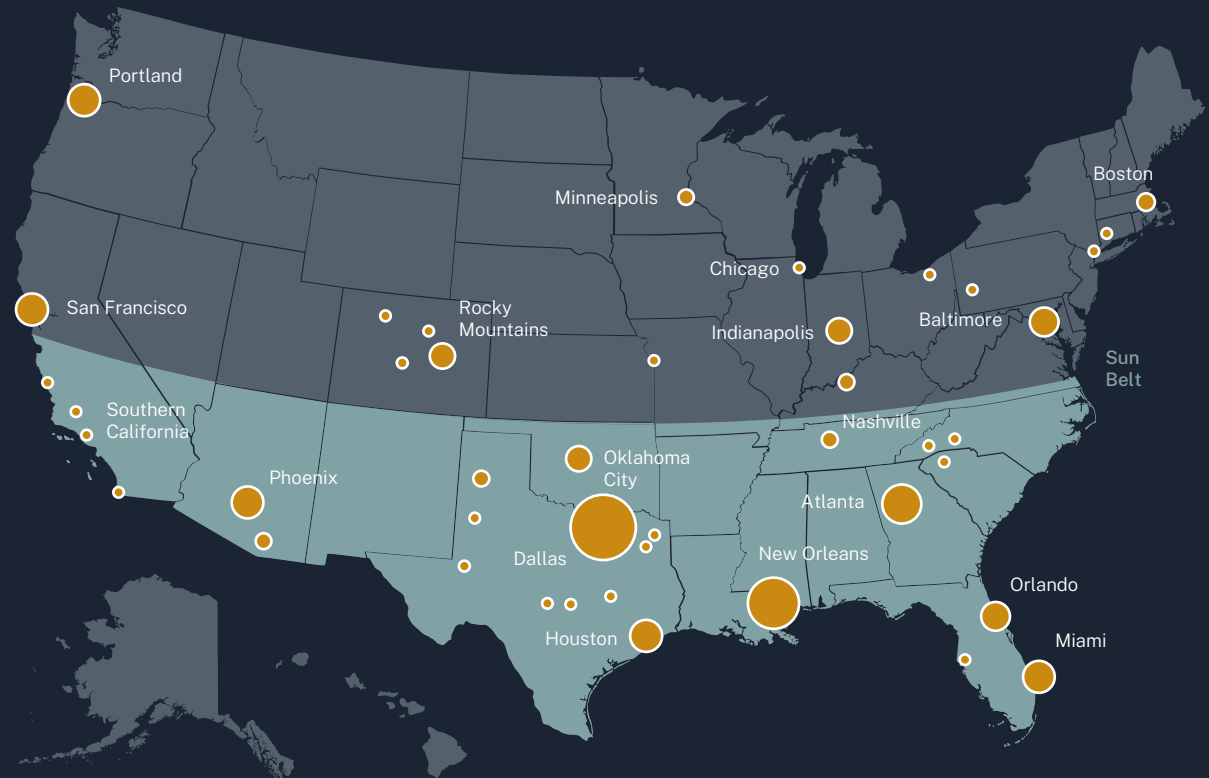 Portland
Boston
Minneapolis
Chicago
San Francisco
Rocky
Mountains
Indianapolis
Baltimore
Sun
Belt
Southern
California
Nashville
Oklahoma
City
Phoenix
Atlanta
Dallas
New Orleans
Orlando
Houston
Miami